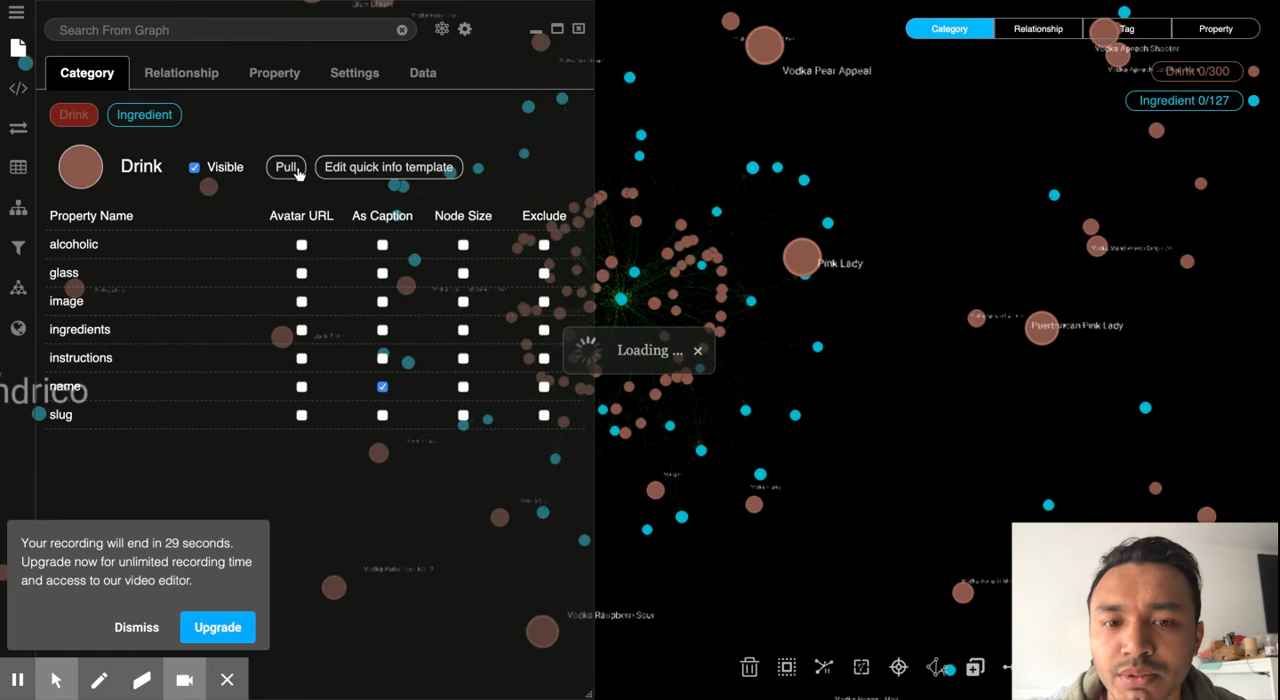 Search From Graph
Category Relationship Tag Property
Vodka Apeach Shooter
Drink 0/300
Ingredient 0/127
Category Relationship Property Settings Data
Drink Ingredient
Drink Visible Pull Edit quick info template
Property Name Avatar URL As Caption Node Size Exclude
alcoholic
glass
image
ingredients
instructions
name
slug
ndrico
Vodka Pear Appeal
Pink Lady
Puertorican Pink Lady
Loading ...
Vodka Raspberry Sour
Your recording will end in 29 seconds.
Upgrade now for unlimited recording time
and access to our video editor.
Dismiss Upgrade